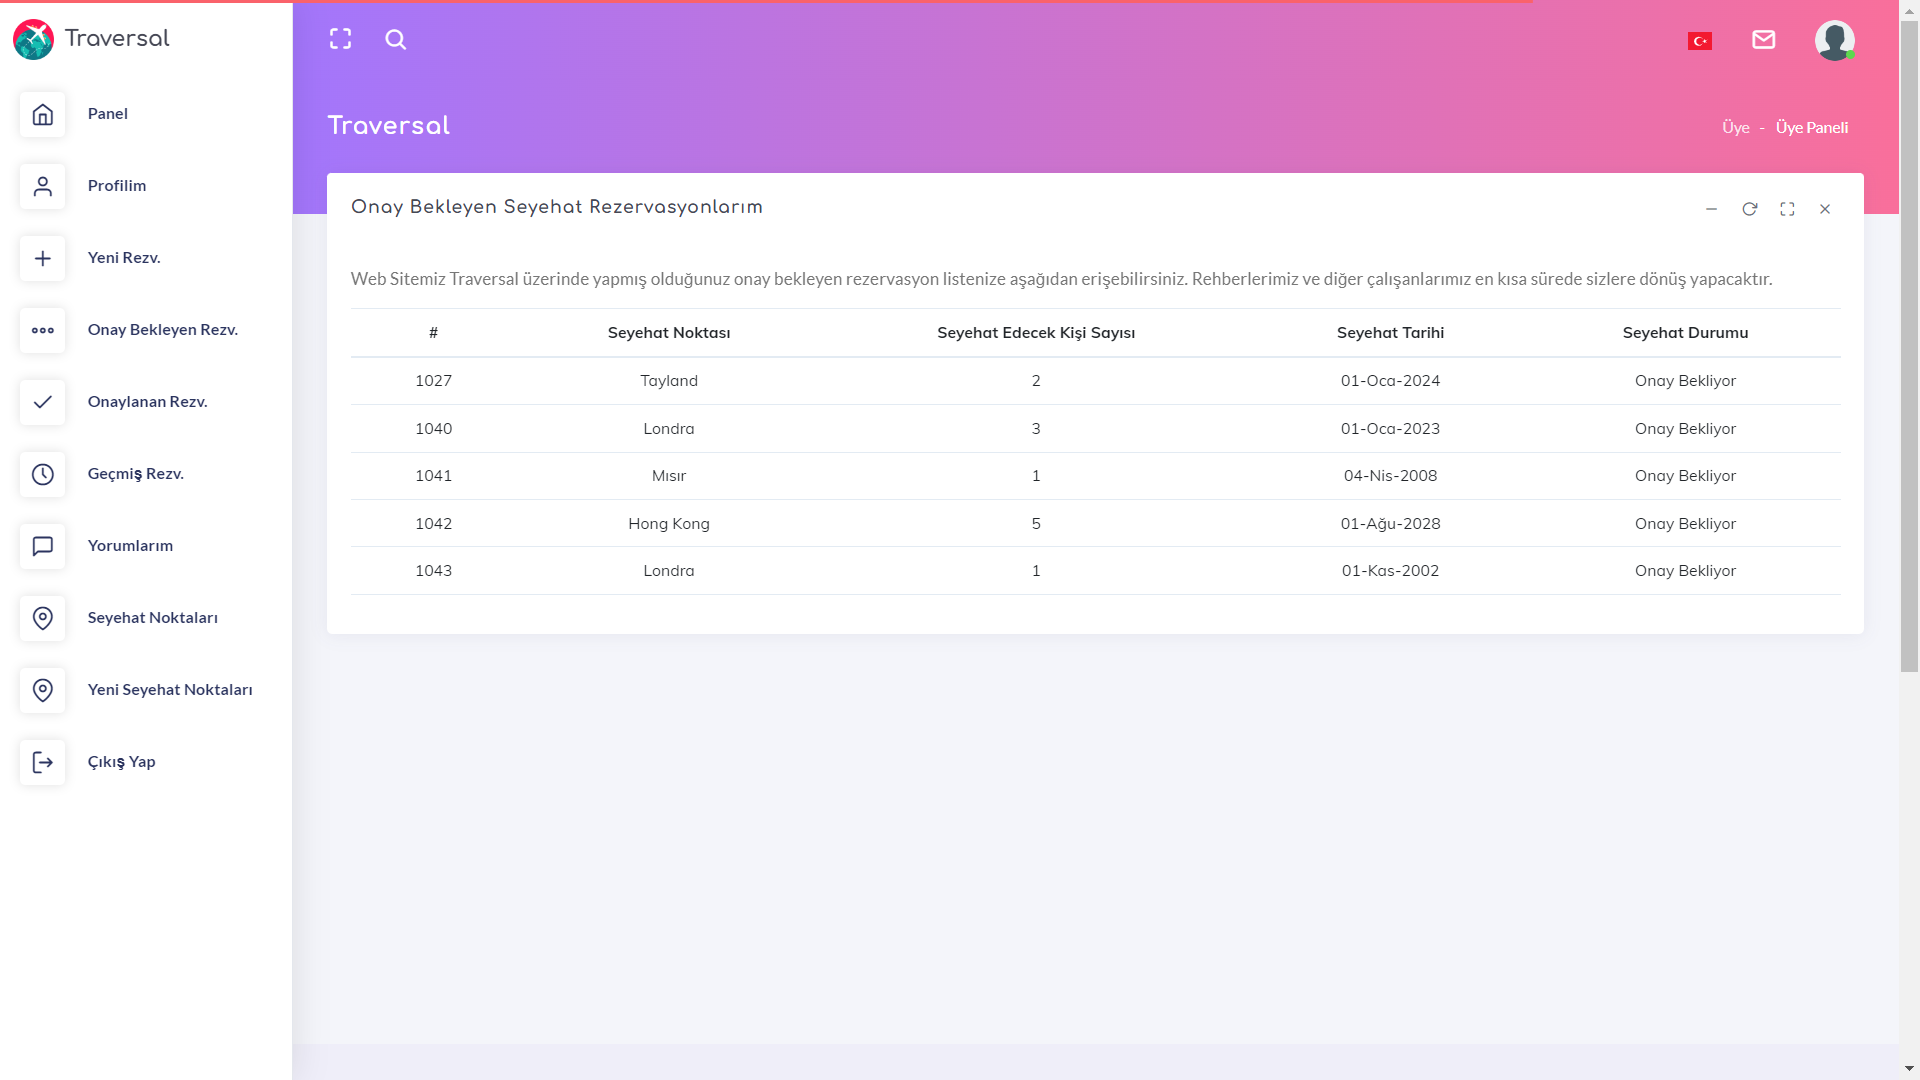 Traversal
Panel
Profilim
Yeni Rezv.
Onay Bekleyen Rezv.
Onaylanan Rezv.
Geçmiş Rezv.
Yorumlarım
Seyehat Noktaları
Yeni Seyehat Noktaları
Çıkış Yap
Traversal
Üye - Üye Paneli
Onay Bekleyen Seyehat Rezervasyonlarım
Web Sitemiz Traversal üzerinde yapmış olduğunuz onay bekleyen rezervasyon listenize aşağıdan erişebilirsiniz. Rehberlerimiz ve diğer çalışanlarımız en kısa sürede sizlere dönüş yapacaktır.
# Seyehat Noktası Seyehat Edecek Kişi Sayısı Seyehat Tarihi Seyehat Durumu
1027 Tayland 2 01-Oca-2024 Onay Bekliyor
1040 Londra 3 01-Oca-2023 Onay Bekliyor
1041 Mısır 1 04-Nis-2008 Onay Bekliyor
1042 Hong Kong 5 01-Ağu-2028 Onay Bekliyor
1043 Londra 1 01-Kas-2002 Onay Bekliyor